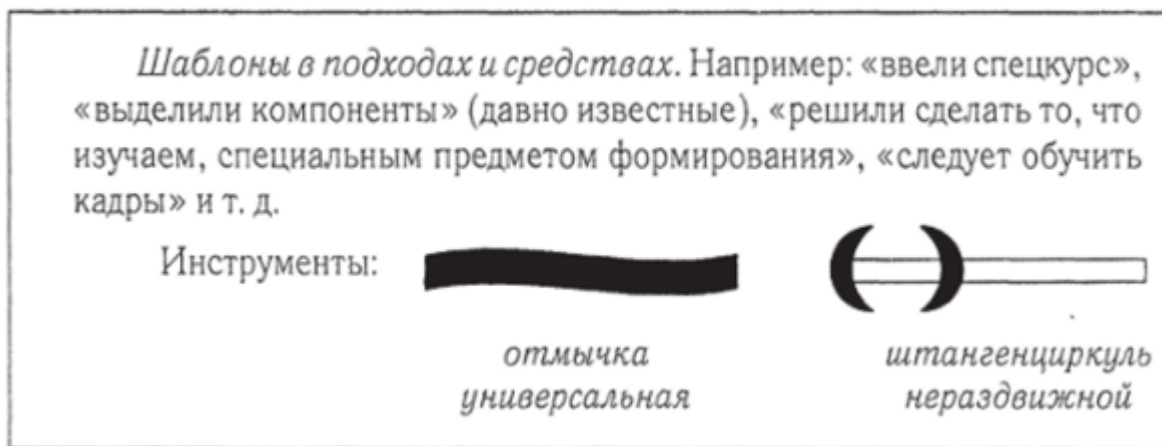 Шаблоны в подходах и средствах. Например: «ввели спецкурс»,
«выделили компоненты» (давно известные), «решили сделать то, что
изучаем, специальным предметом формирования», «следует обучить
кадры» и т. д.
Инструменты:
отмычка
универсальная
штангенциркуль
нераздвижной